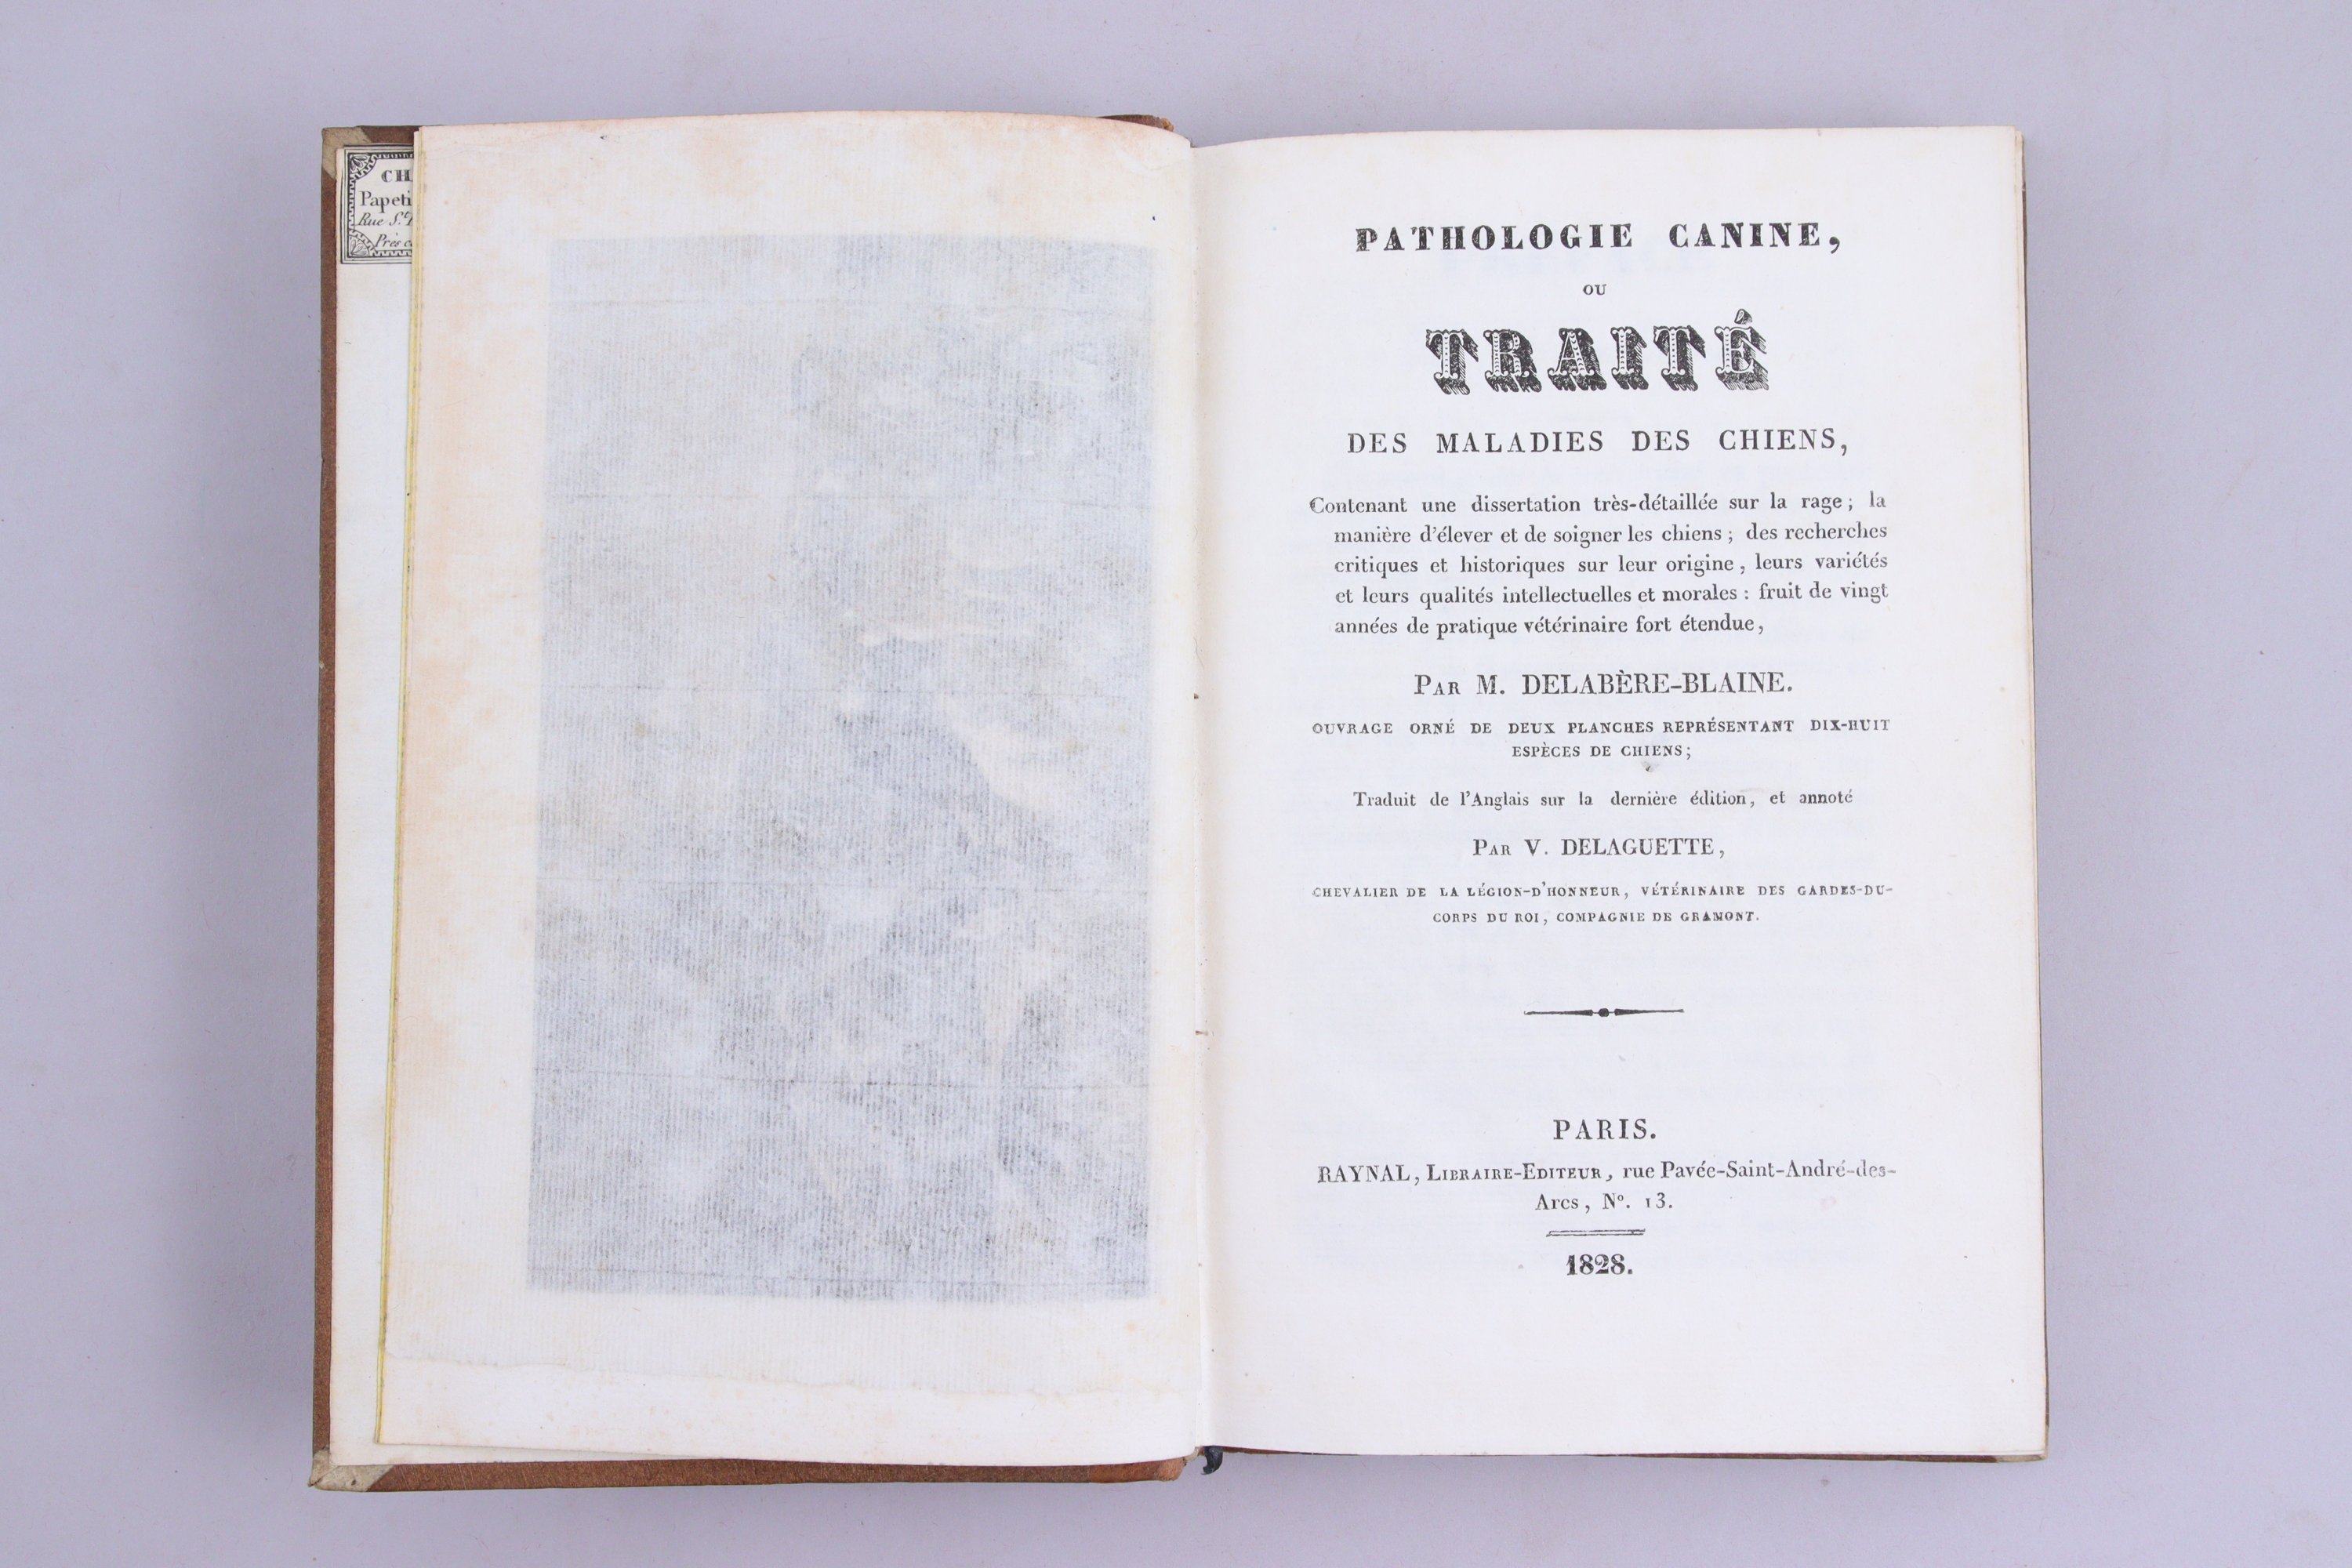 CH
Papeti
Rue S.t
Près
PATHOLOGIE CANINE,
OU
TRAITÉ
DES MALADIES DES CHIENS,
Contenant une dissertation très-détaillée sur la rage; la
manière d'élever et de soigner les chiens; des recherches
critiques et historiques sur leur origine, leurs variétés
et leurs qualités intellectuelles et morales : fruit de vingt
années de pratique vétérinaire fort étendue,
PAR M. DELABÈRE-BLAINE.
OUVRAGE ORNÉ DE DEUX PLANCHES REPRÉSENTANT DIX-HUIT
ESPÈCES DE CHIENS;
Traduit de l'Anglais sur la dernière édition, et annoté
PAR V. DELAGUETTE,
CHEVALIER DE LA LÉGION-D'HONNEUR, VÉTÉRINAIRE DES GARDES-DU-
CORPS DU ROI, COMPAGNIE DE GRAMONT.
PARIS.
RAYNAL, LIBRAIRE-EDITEUR, rue Pavée-Saint-André-des-
Arcs, N°. 13.
1828.